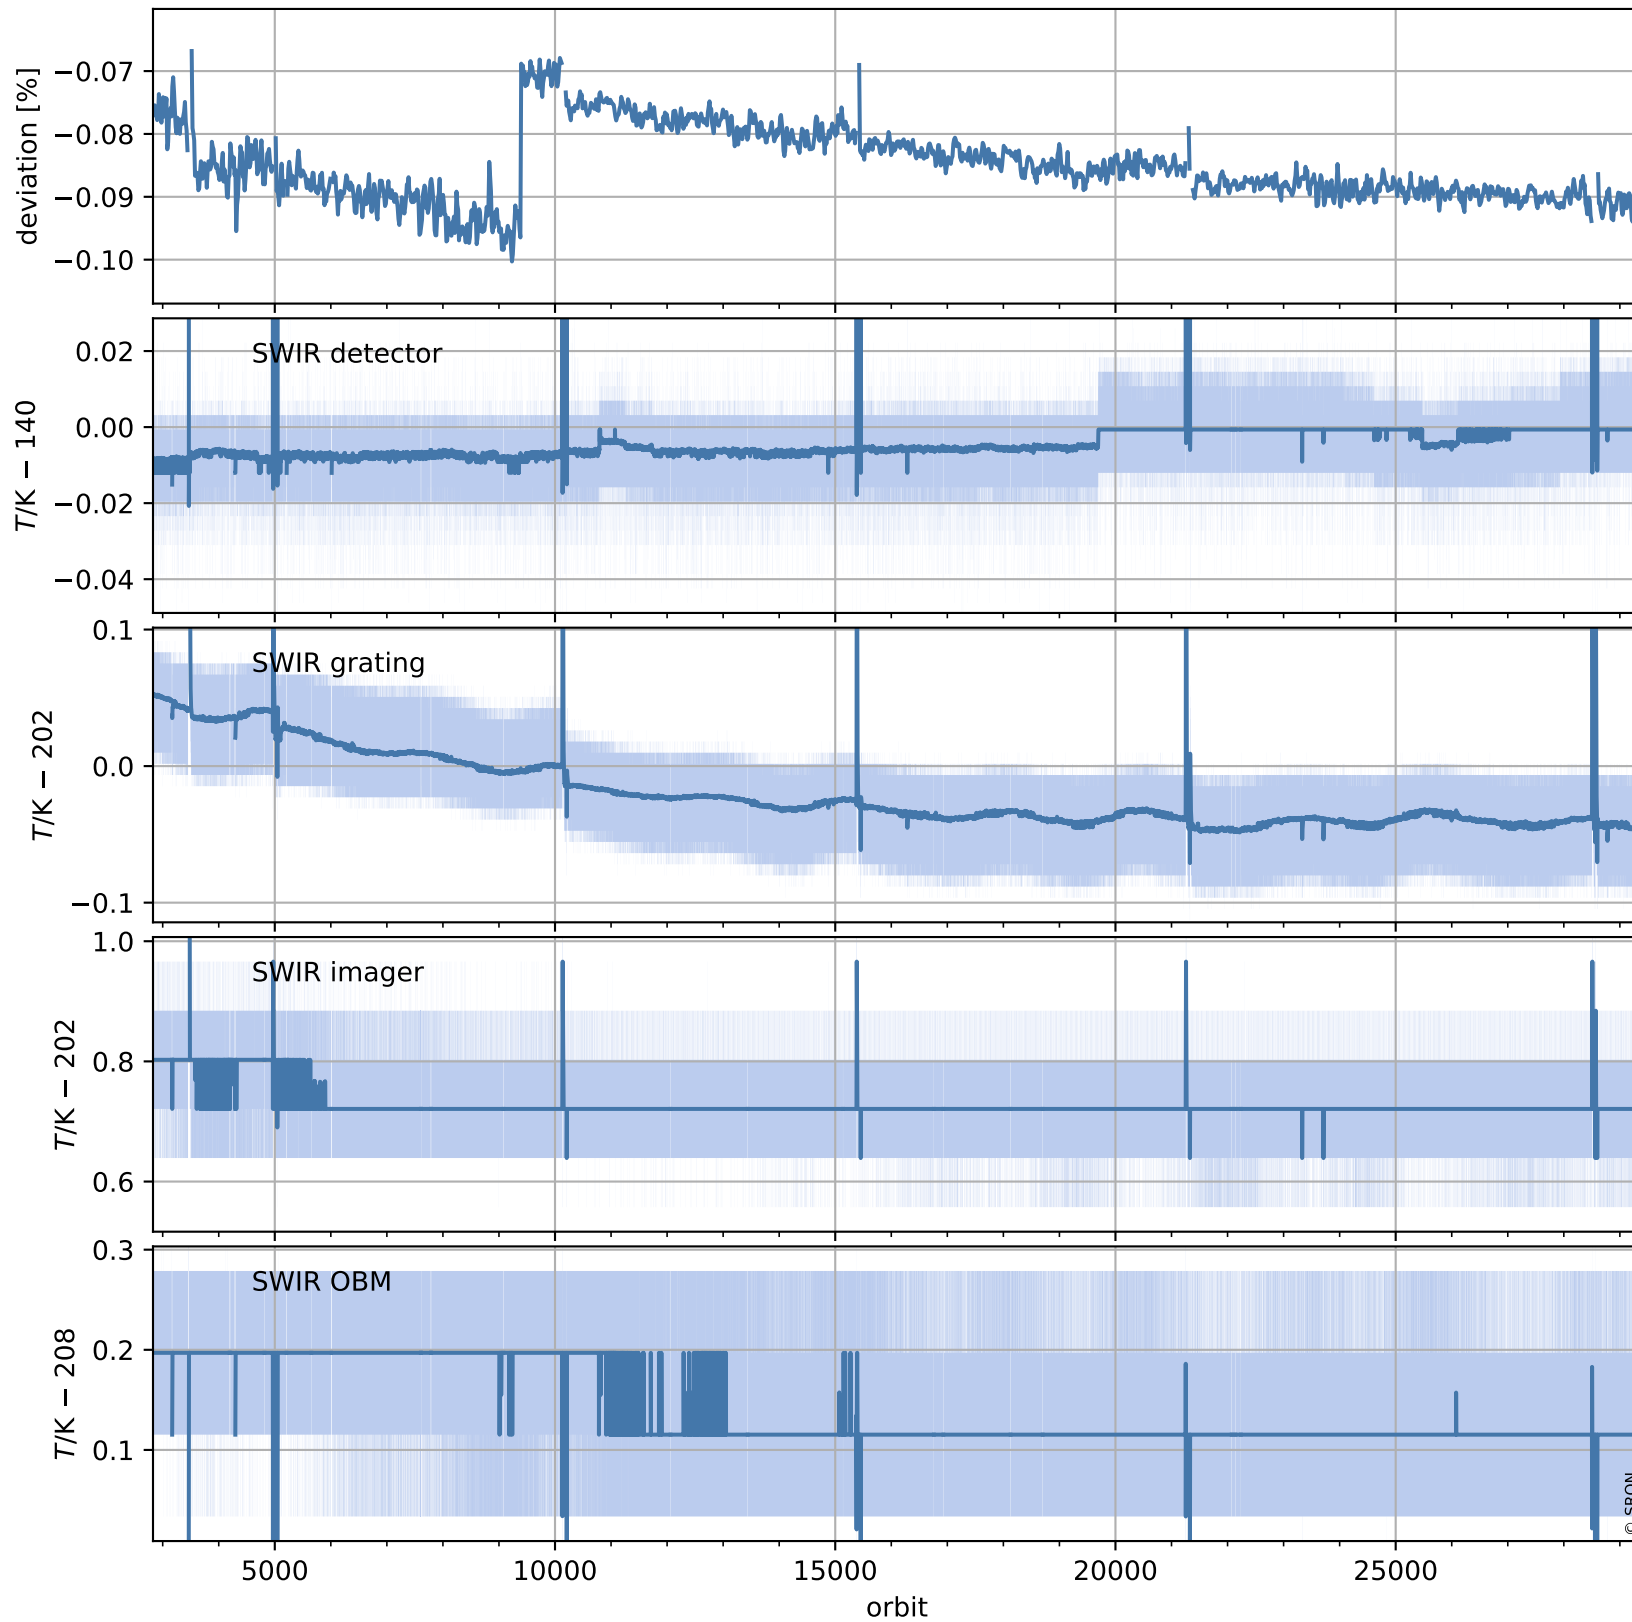 deviation [%]
−0.07
−0.08
−0.09
−0.10
SWIR detector
T/K − 140
0.02
0.00
−0.02
−0.04
SWIR grating
T/K − 202
0.1
0.0
−0.1
SWIR imager
T/K − 202
1.0
0.8
0.6
SWIR OBM
T/K − 208
0.3
0.2
0.1
© SRON
5000
10000
15000
20000
25000
orbit